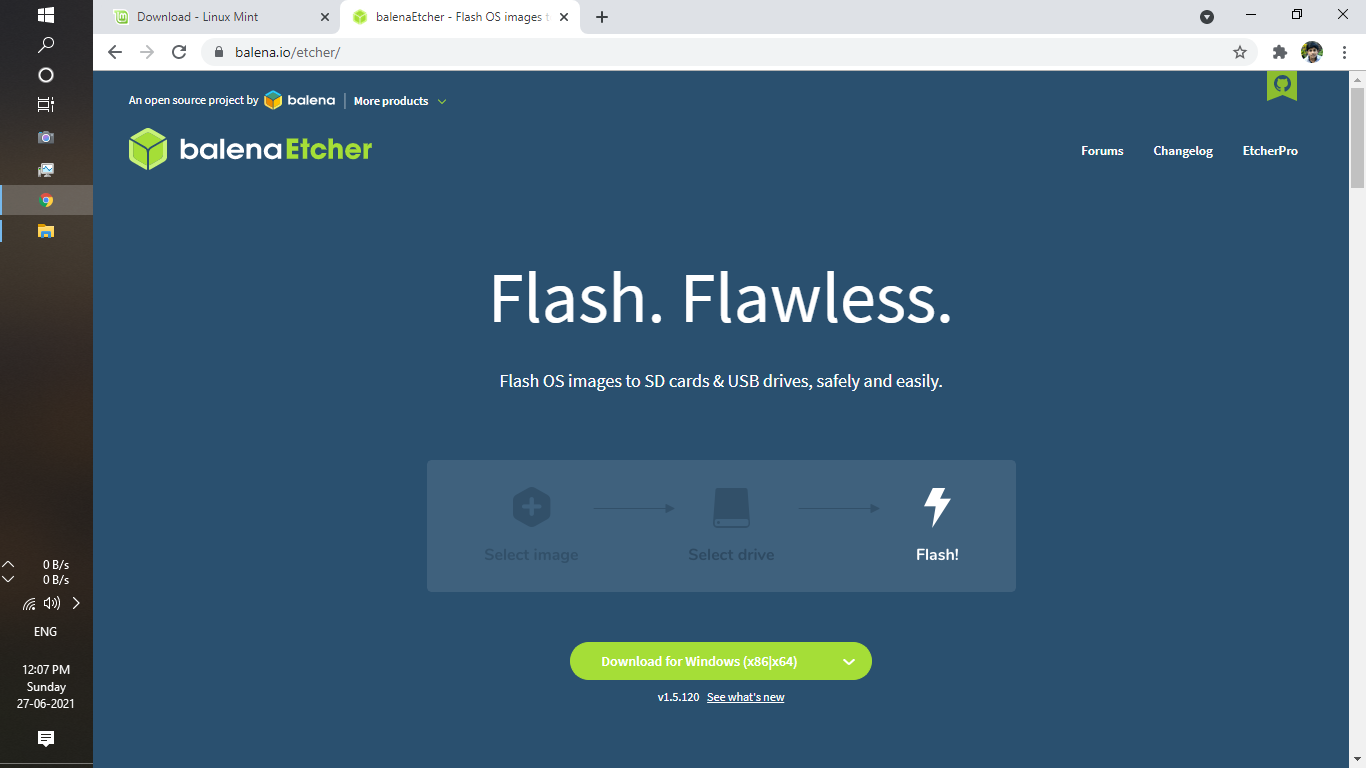 Download - Linux Mint
balenaEtcher - Flash OS images t
balena.io/etcher/
An open source project by balena More products
balenaEtcher
Forums Changelog EtcherPro
Flash. Flawless.
Flash OS images to SD cards & USB drives, safely and easily.
Select image Select drive Flash!
Download for Windows (x86|x64)
v1.5.120 See what's new
0 B/s
0 B/s
ENG
12:07 PM
Sunday
27-06-2021